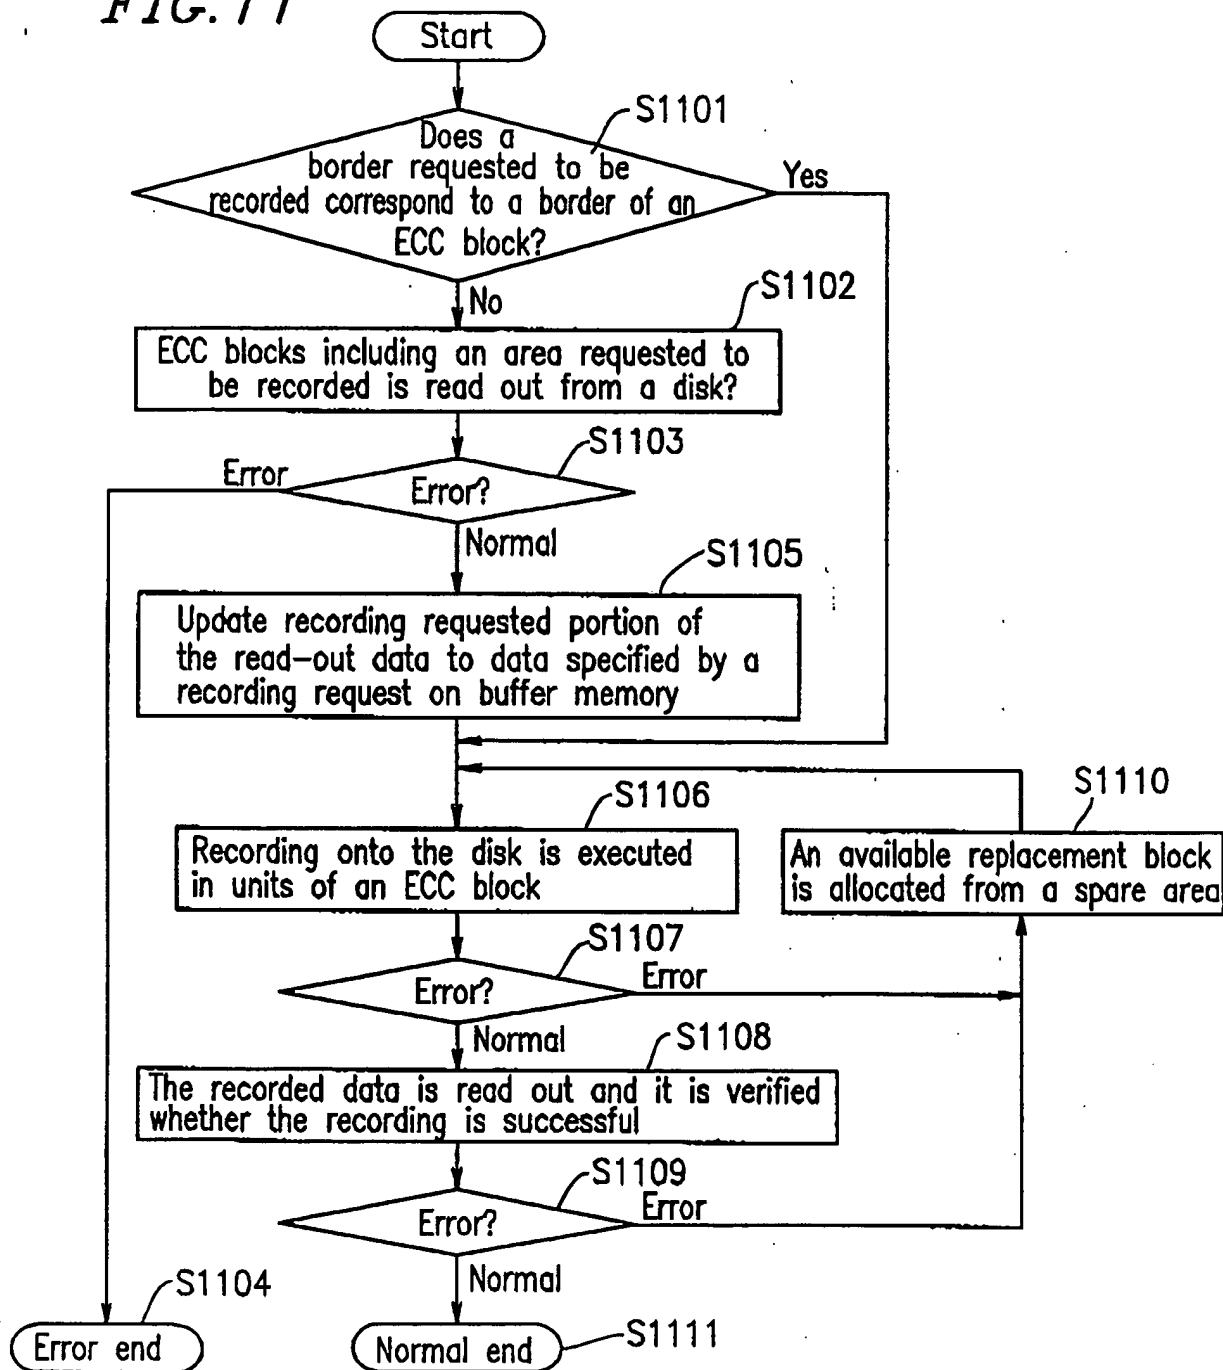 FIG. 11
Start
S1101
Does a
border requested to be
recorded correspond to a border of an
ECC block?
Yes
No
S1102
ECC blocks including an area requested to
be recorded is read out from a disk?
S1103
Error
Error?
Normal
S1105
Update recording requested portion of
the read-out data to data specified by a
recording request on buffer memory
S1106
S1110
Recording onto the disk is executed
in units of an ECC block
An available replacement block
is allocated from a spare area
S1107
Error?
Error
Normal
S1108
The recorded data is read out and it is verified
whether the recording is successful
S1109
Error?
Error
Normal
S1104
S1111
Error end
Normal end